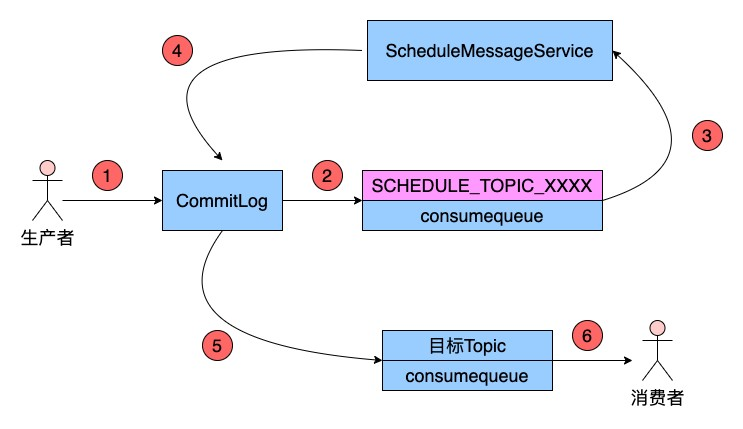 4
ScheduleMessageService
3
1
2
CommitLog
SCHEDULE_TOPIC_XXXX
consumequeue
生产者
5
目标Topic
consumequeue
6
消费者